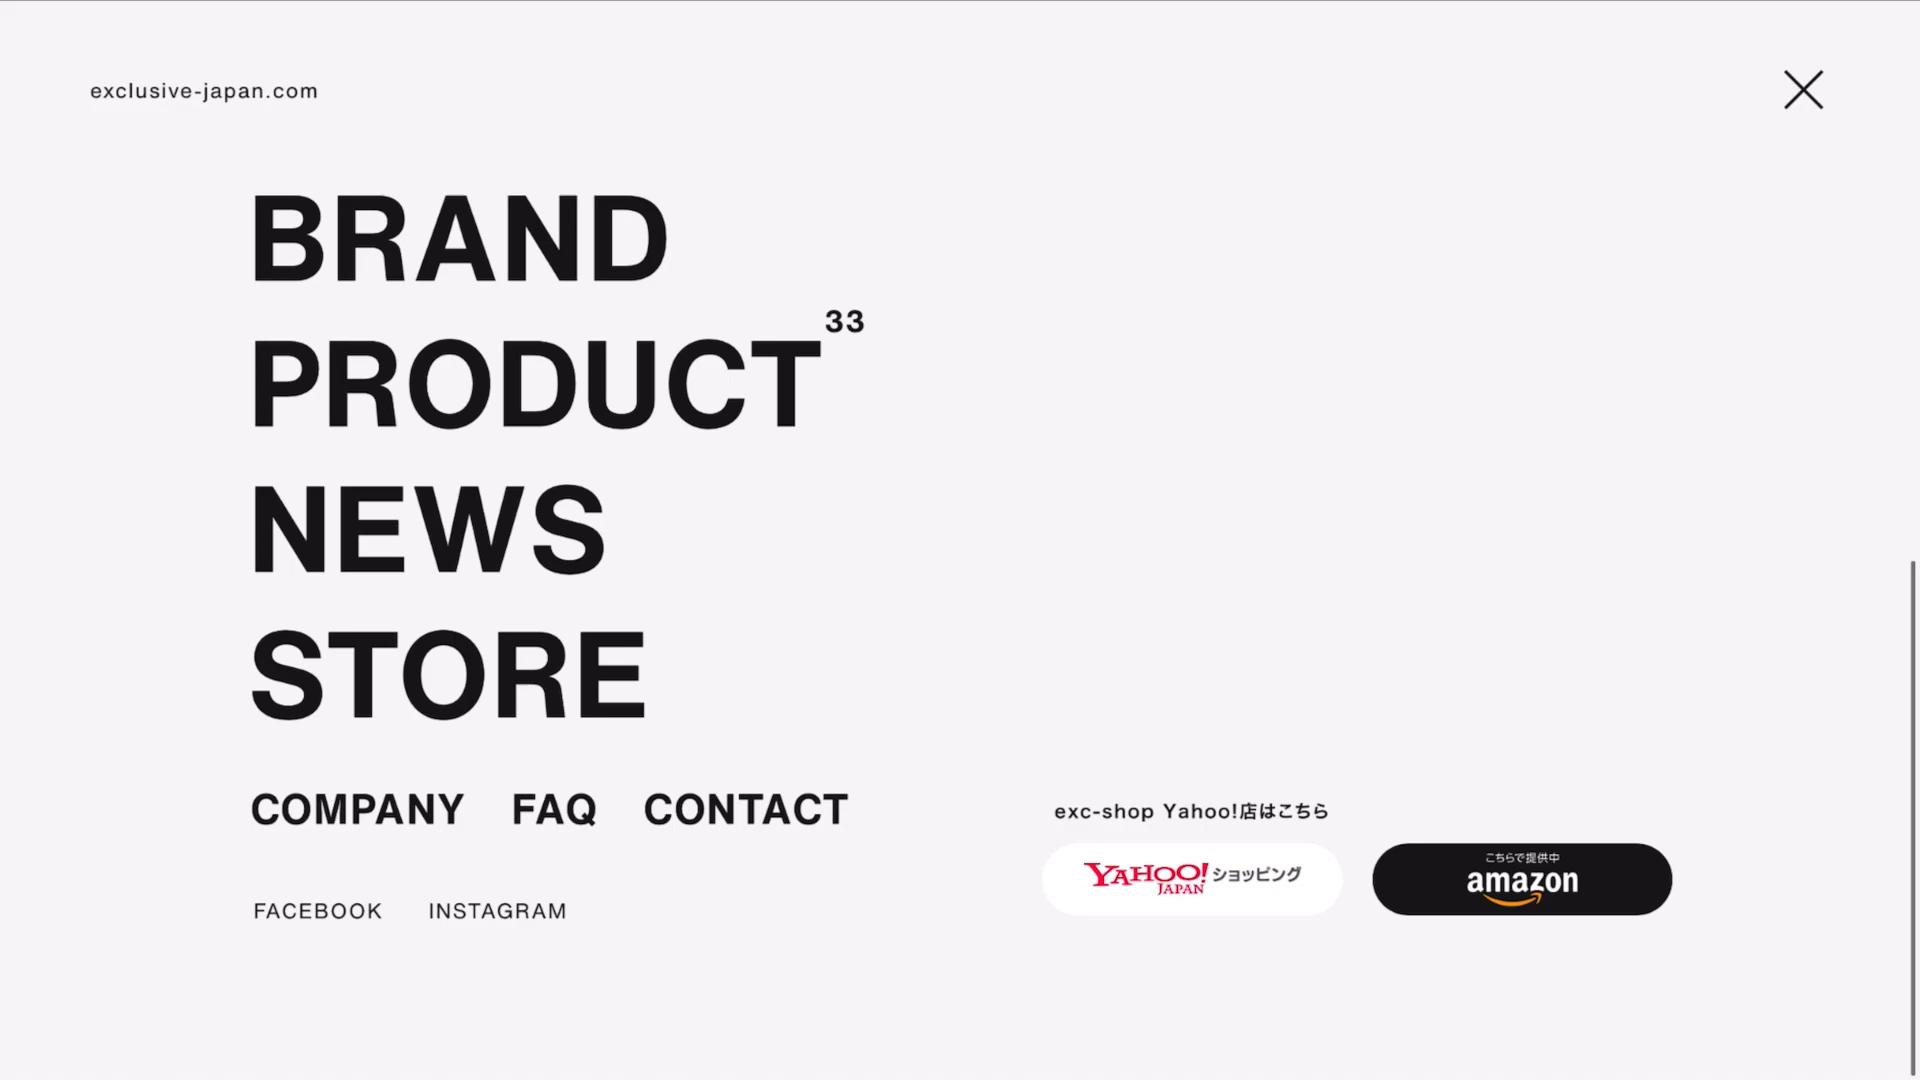 exclusive-japan.com
BRAND
PRODUCT 33
NEWS
STORE
COMPANY FAQ CONTACT
FACEBOOK INSTAGRAM
exc-shop Yahoo!店はこちら
YAHOO! JAPAN ショッピング
こちらで提供中
amazon